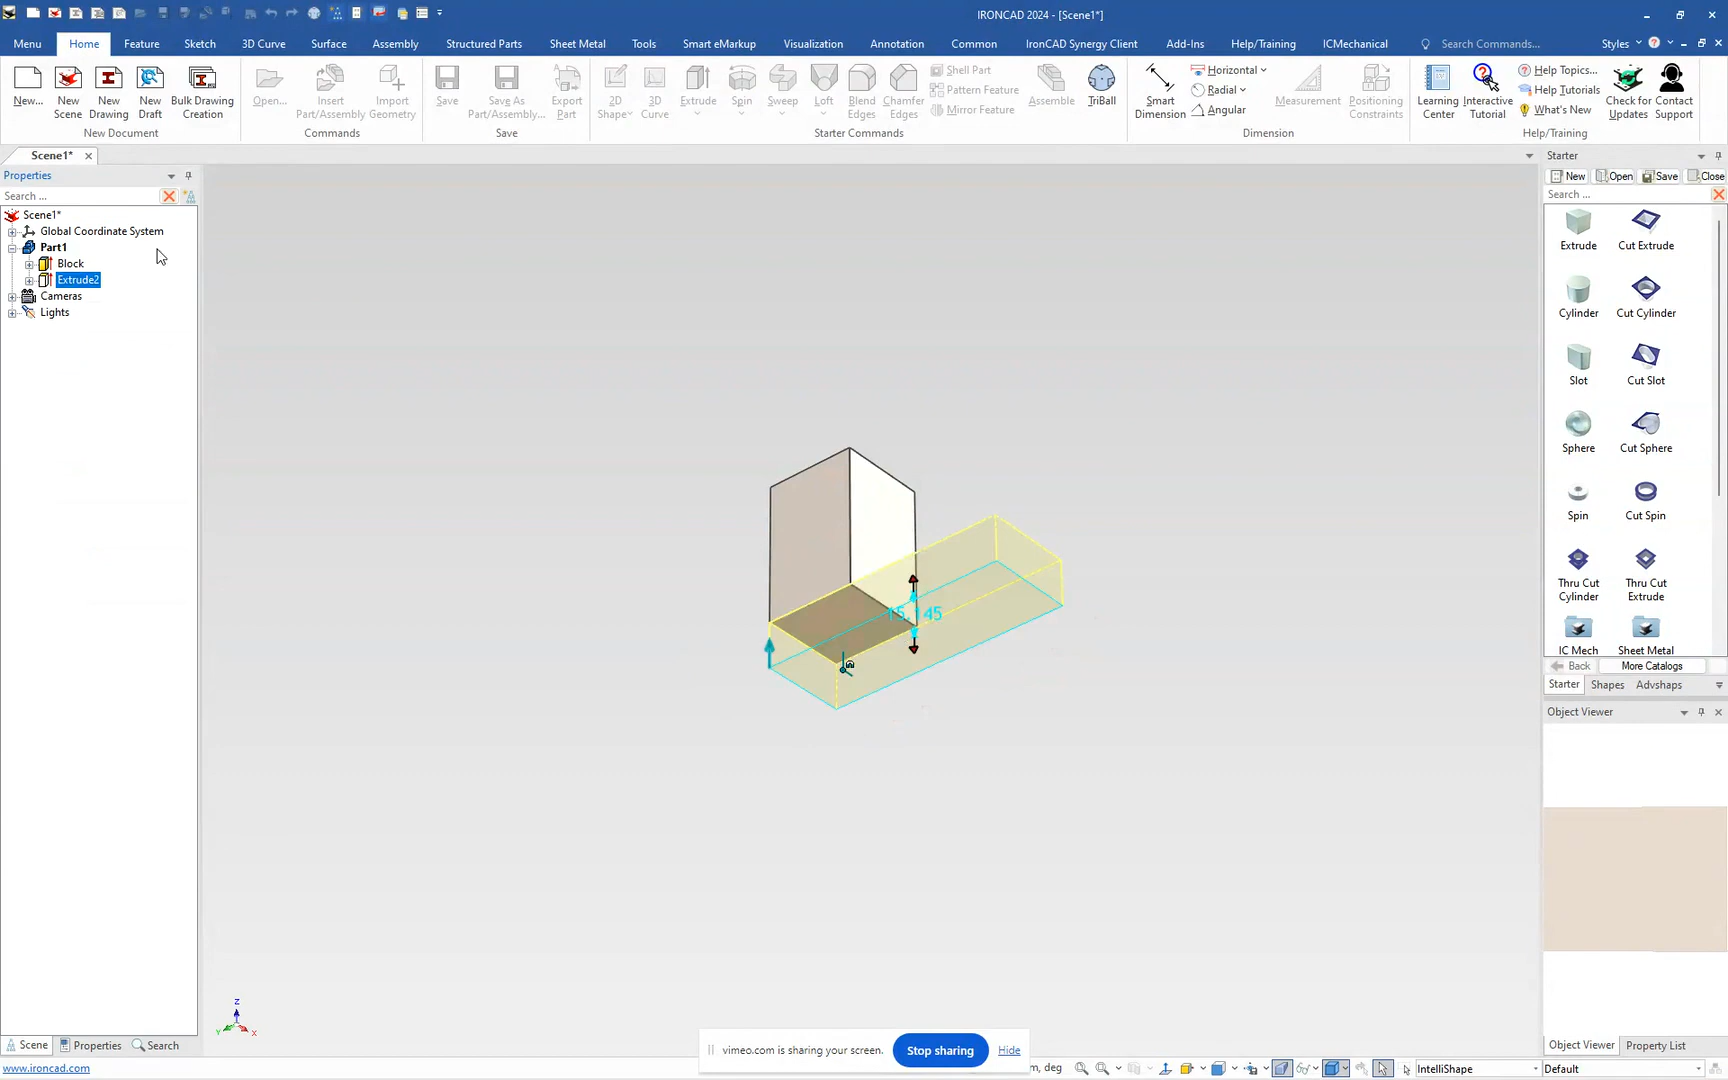 IRONCAD 2024 - [Scene1*]
Menu Home Feature Sketch 3D Curve Surface Assembly Structured Parts Sheet Metal Tools Smart eMarkup Visualization Annotation Common IronCAD Synergy Client Add-Ins Help/Training ICMechanical Search Commands... Styles
New... New Scene New Drawing New Draft Bulk Drawing Creation
New Document
Open... Insert Part/Assembly Import Geometry
Commands
Save Save As Part/Assembly... Export Part
Save
2D Shape 3D Curve Extrude Spin Sweep Loft Blend Edges Chamfer Edges
Shell Part
Pattern Feature
Mirror Feature
Assemble TriBall
Starter Commands
Smart Dimension
Horizontal
Radial
Angular
Measurement Positioning Constraints
Dimension
Learning Center Interactive Tutorial
Help Topics...
Help Tutorials
What's New
Check for Updates Contact Support
Help/Training
Scene1*
Properties
Search ...
Scene1*
Global Coordinate System
Part1
Block
Extrude2
Cameras
Lights
15.145
Z
Y
X
Starter
New Open Save Close
Search ...
Extrude Cut Extrude
Cylinder Cut Cylinder
Slot Cut Slot
Sphere Cut Sphere
Spin Cut Spin
Thru Cut Cylinder Thru Cut Extrude
IC Mech Sheet Metal
Back More Catalogs
Starter Shapes Advshaps
Object Viewer
Object Viewer Property List
Scene Properties Search
www.ironcad.com
vimeo.com is sharing your screen. Stop sharing Hide
m, deg
IntelliShape
Default